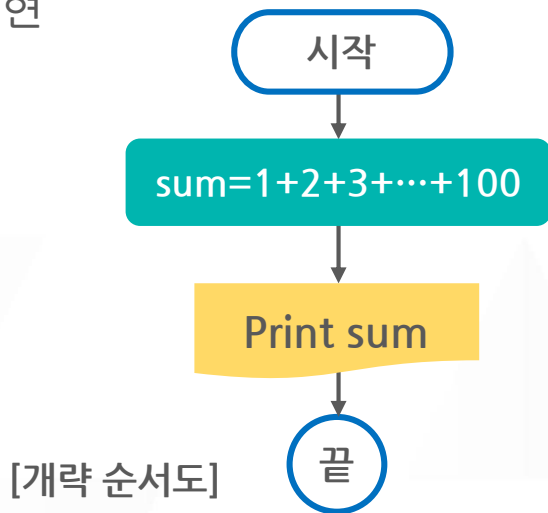 연
시작
sum=1+2+3+⋯+100
Print sum
끝
[개략 순서도]